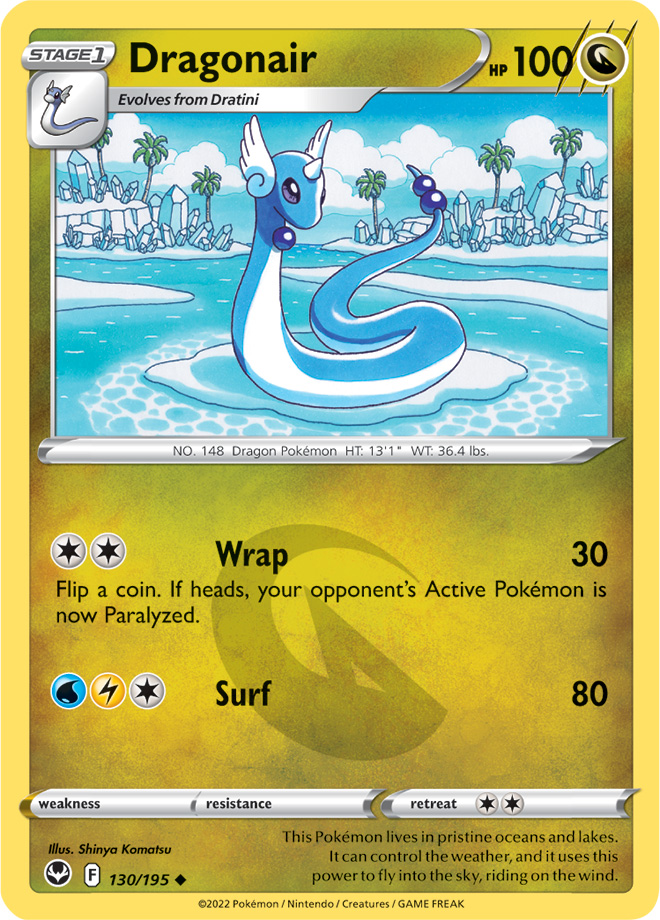 STAGE1
Dragonair
HP 100
Evolves from Dratini
NO. 148 Dragon Pokémon HT: 13'1" WT: 36.4 lbs.
Wrap 30
Flip a coin. If heads, your opponent's Active Pokémon is
now Paralyzed.
Surf 80
weakness resistance retreat
Illus. Shinya Komatsu
This Pokémon lives in pristine oceans and lakes.
It can control the weather, and it uses this
power to fly into the sky, riding on the wind.
F 130/195
©2022 Pokémon / Nintendo / Creatures / GAME FREAK